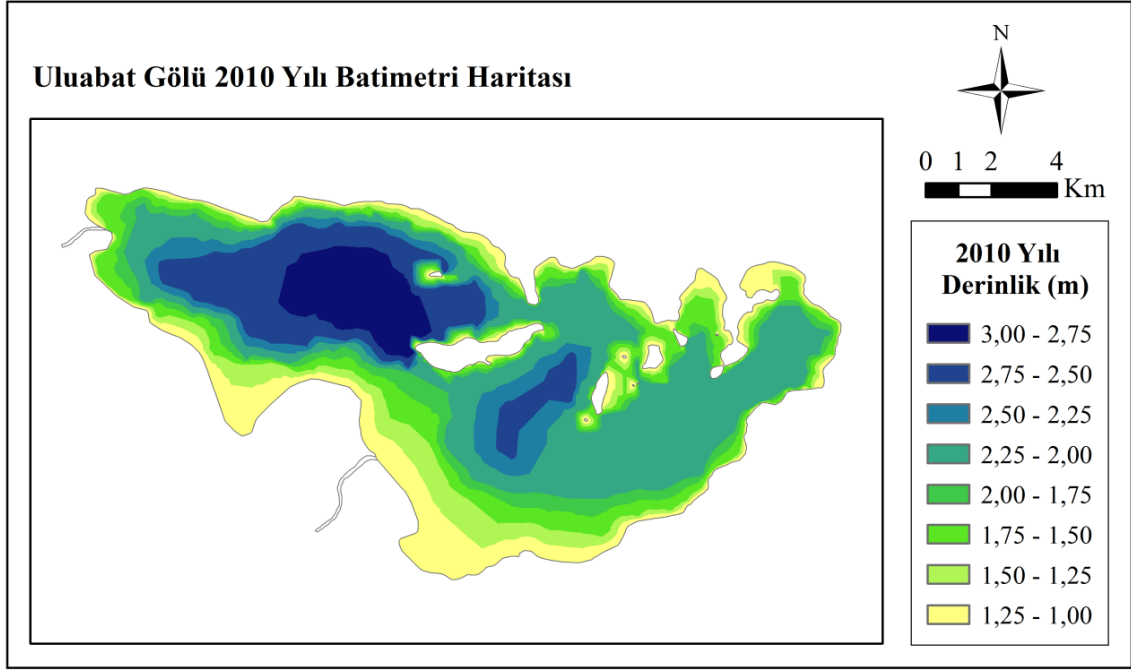 Uluabat Gölü 2010 Yılı Batimetri Haritası
N
0 1 2 4
Km
2010 Yılı
Derinlik (m)
3,00 - 2,75
2,75 - 2,50
2,50 - 2,25
2,25 - 2,00
2,00 - 1,75
1,75 - 1,50
1,50 - 1,25
1,25 - 1,00